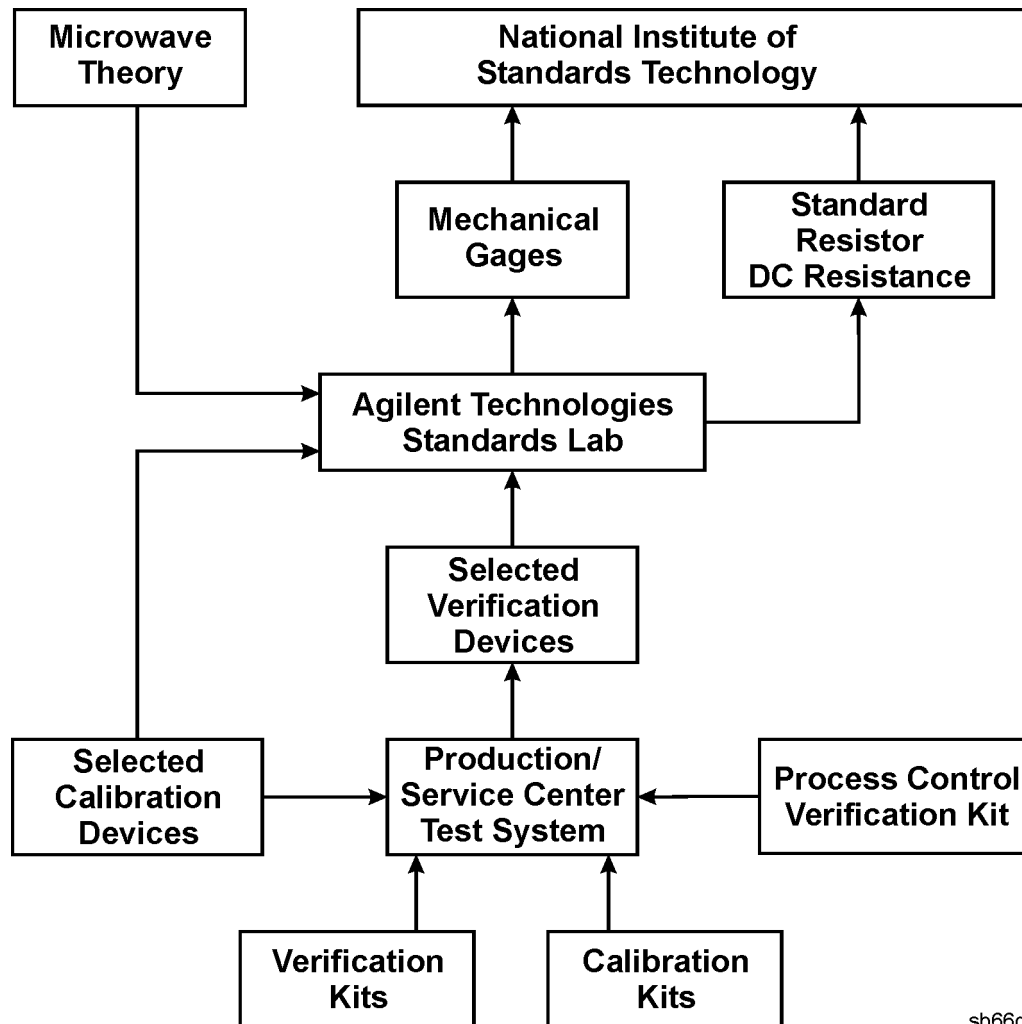 Microwave
Theory
National Institute of
Standards Technology
Mechanical
Gages
Standard
Resistor
DC Resistance
Agilent Technologies
Standards Lab
Selected
Verification
Devices
Selected
Calibration
Devices
Production/
Service Center
Test System
Process Control
Verification Kit
Verification
Kits
Calibration
Kits